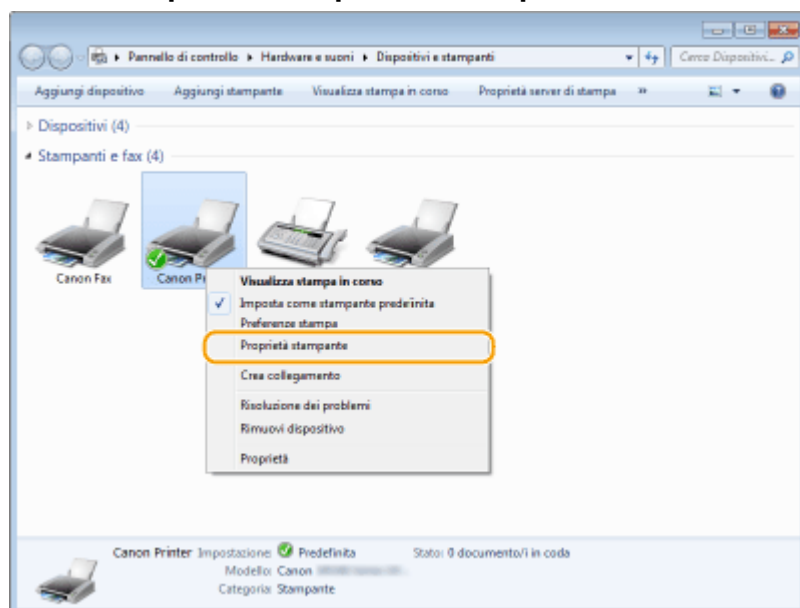 Pannello di controllo ▸ Hardware e suoni ▸ Dispositivi e stampanti
Cerca Dispositivi...
Aggiungi dispositivo Aggiungi stampante Visualizza stampa in corso Proprietà server di stampa »
Dispositivi (4)
Stampanti e fax (4)
Canon Fax
Canon
Visualizza stampa in corso
Imposta come stampante predefinita
Preferenze stampa
Proprietà stampante
Crea collegamento
Risoluzione dei problemi
Rimuovi dispositivo
Proprietà
Canon Printer Impostazione: Predefinita Stato: 0 documento/i in coda
Modello: Canon
Categoria: Stampante